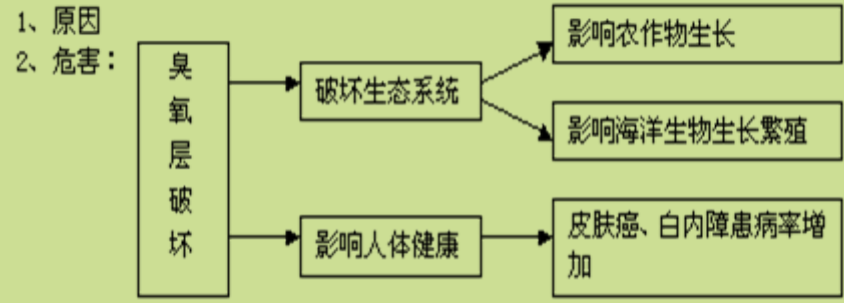 1、原因
2、危害：
臭氧层破坏
破坏生态系统
影响农作物生长
影响海洋生物生长繁殖
影响人体健康
皮肤癌、白内障患病率增
加